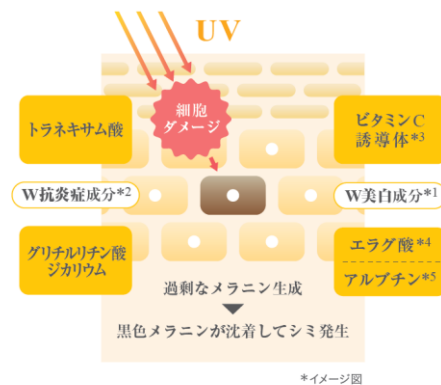 UV
細胞
ダメージ
トラネキサム酸
ビタミンC
誘導体*3
W抗炎症成分*2
W美白成分*1
グリチルリチン酸
ジカリウム
エラグ酸*4
アルブチン*5
過剰なメラニン生成
黒色メラニンが沈着してシミ発生
*イメージ図